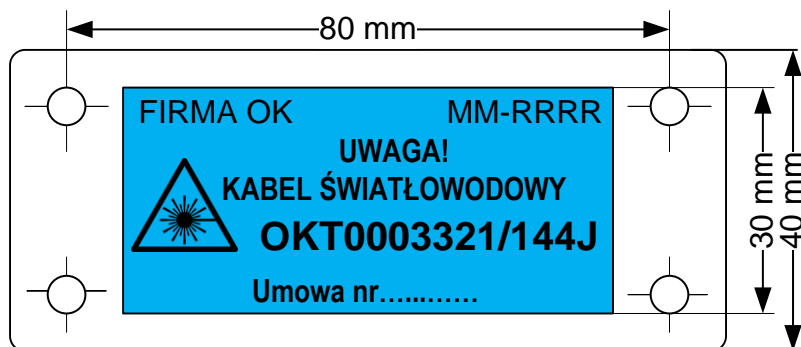 80 mm
FIRMA OK MM-RRRR
UWAGA!
KABEL ŚWIATŁOWODOWY
OKT0003321/144J
Umowa nr............
30 mm
40 mm